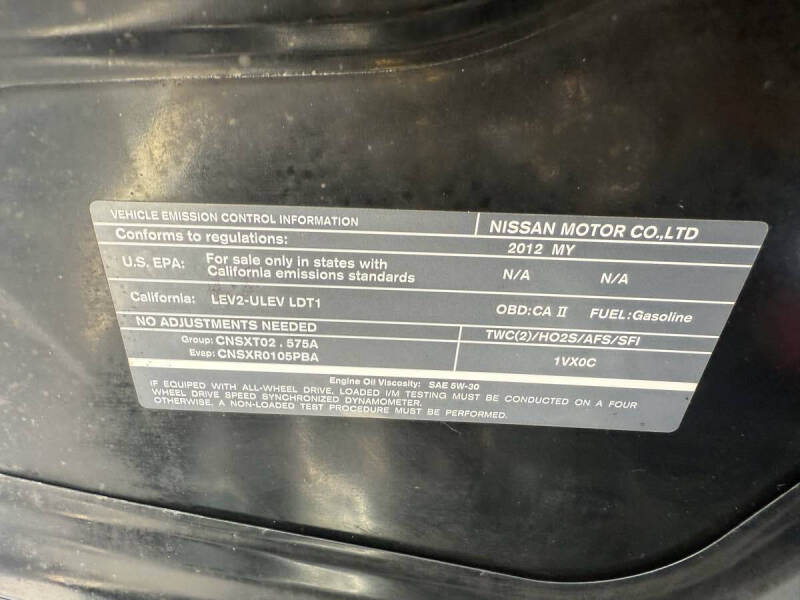 VEHICLE EMISSION CONTROL INFORMATION
NISSAN MOTOR CO.,LTD
Conforms to regulations:
2012 MY
U.S. EPA: For sale only in states with
California emissions standards
N/A N/A
California: LEV2-ULEV LDT1
OBD:CA II FUEL:Gasoline
NO ADJUSTMENTS NEEDED
TWC(2)/HO2S/AFS/SFI
Group: CNSXT02.575A
Evap: CNSXR0105PBA
1VX0C
Engine Oil Viscosity: SAE 5W-30
IF EQUIPED WITH ALL-WHEEL DRIVE, LOADED I/M TESTING MUST BE CONDUCTED ON A FOUR
WHEEL DRIVE SPEED SYNCHRONIZED DYNAMOMETER.
OTHERWISE, A NON-LOADED TEST PROCEDURE MUST BE PERFORMED.